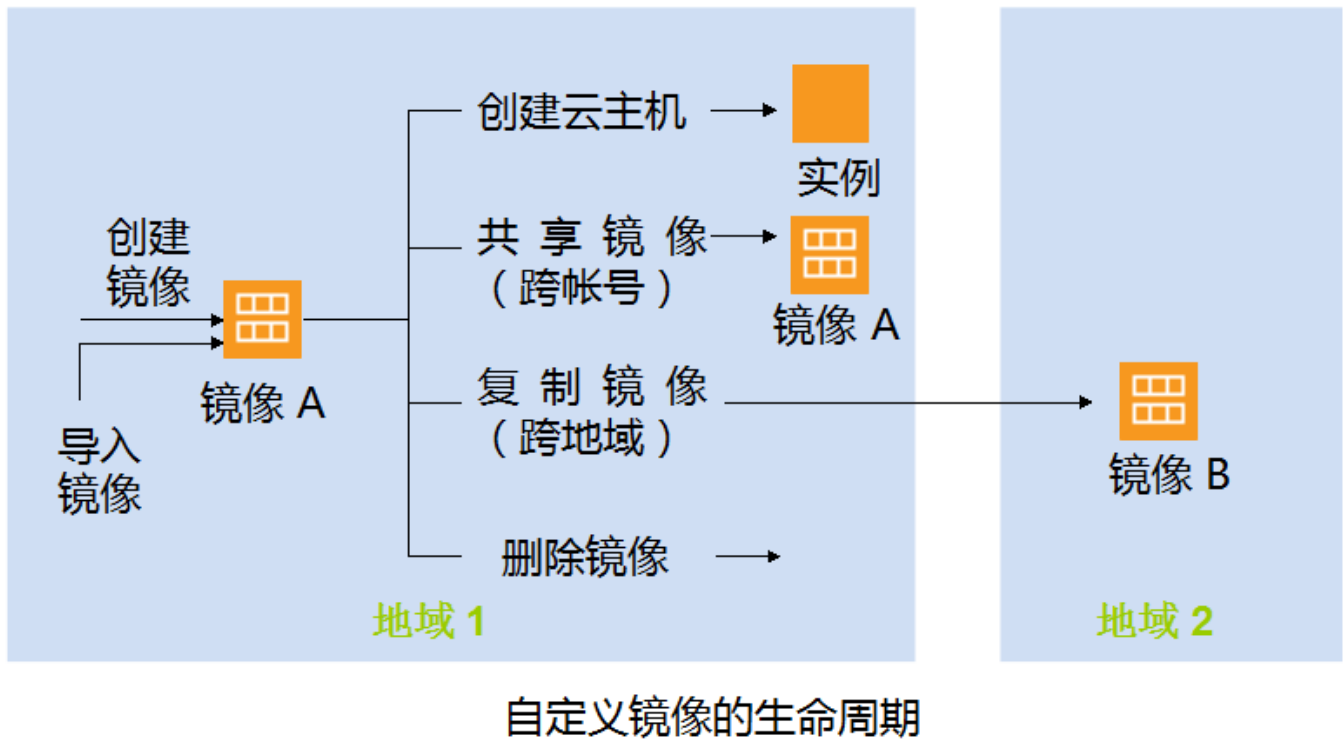 创建云主机
实例
创建
镜像
共享镜像
（跨帐号）
镜像 A
镜像 A
导入
镜像
复制镜像
（跨地域）
镜像 B
删除镜像
地域 1
地域 2
自定义镜像的生命周期